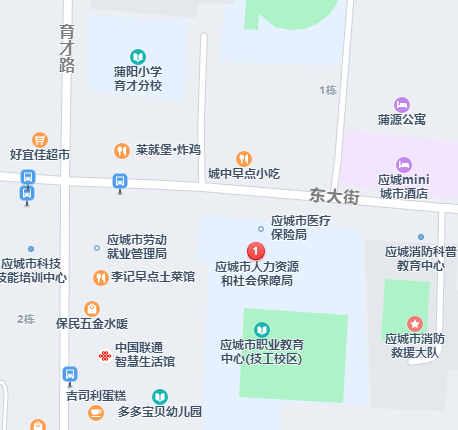 育才路
蒲阳小学
育才分校
1栋
蒲源公寓
莱就堡•炸鸡
好宜佳超市
城中早点小吃
应城mini
城市酒店
东大街
应城市医疗
保险局
应城市劳动
就业管理局
应城消防科普
教育中心
1
应城市人力资源
和社会保障局
应城市科技
技能培训中心
李记早点土菜馆
2栋
保民五金水暖
应城市职业教育
中心(技工校区)
应城市消防
救援大队
中国联通
智慧生活馆
吉司利蛋糕
多多宝贝幼儿园